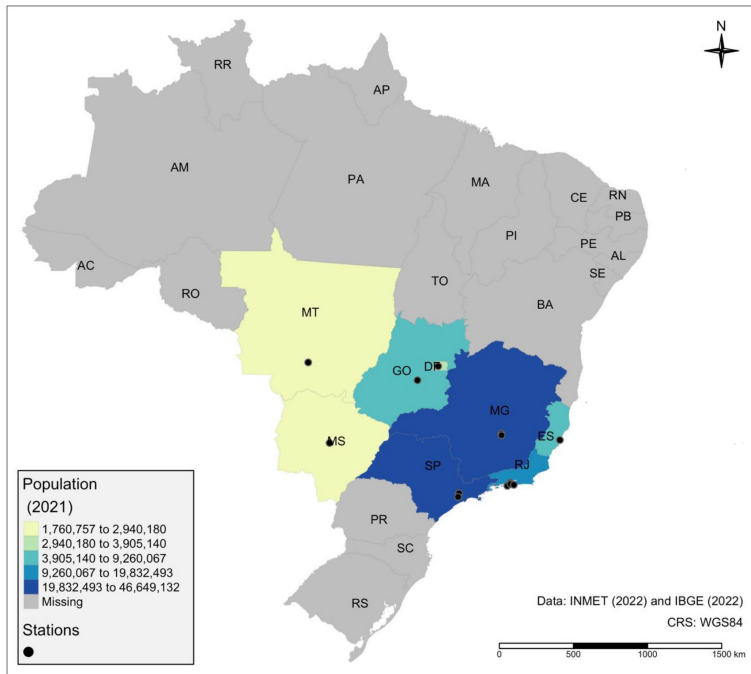 N
RR
AP
AM
PA
MA
CE
RN
PB
PI
PE
AL
SE
AC
RO
TO
BA
MT
GO
DF
MG
ES
MS
SP
RJ
PR
SC
RS
Population
(2021)
1,760,757 to 2,940,180
2,940,180 to 3,905,140
3,905,140 to 9,260,067
9,260,067 to 19,832,493
19,832,493 to 46,649,132
Missing
Stations
Data: INMET (2022) and IBGE (2022)
CRS: WGS84
0 500 1000 1500 km